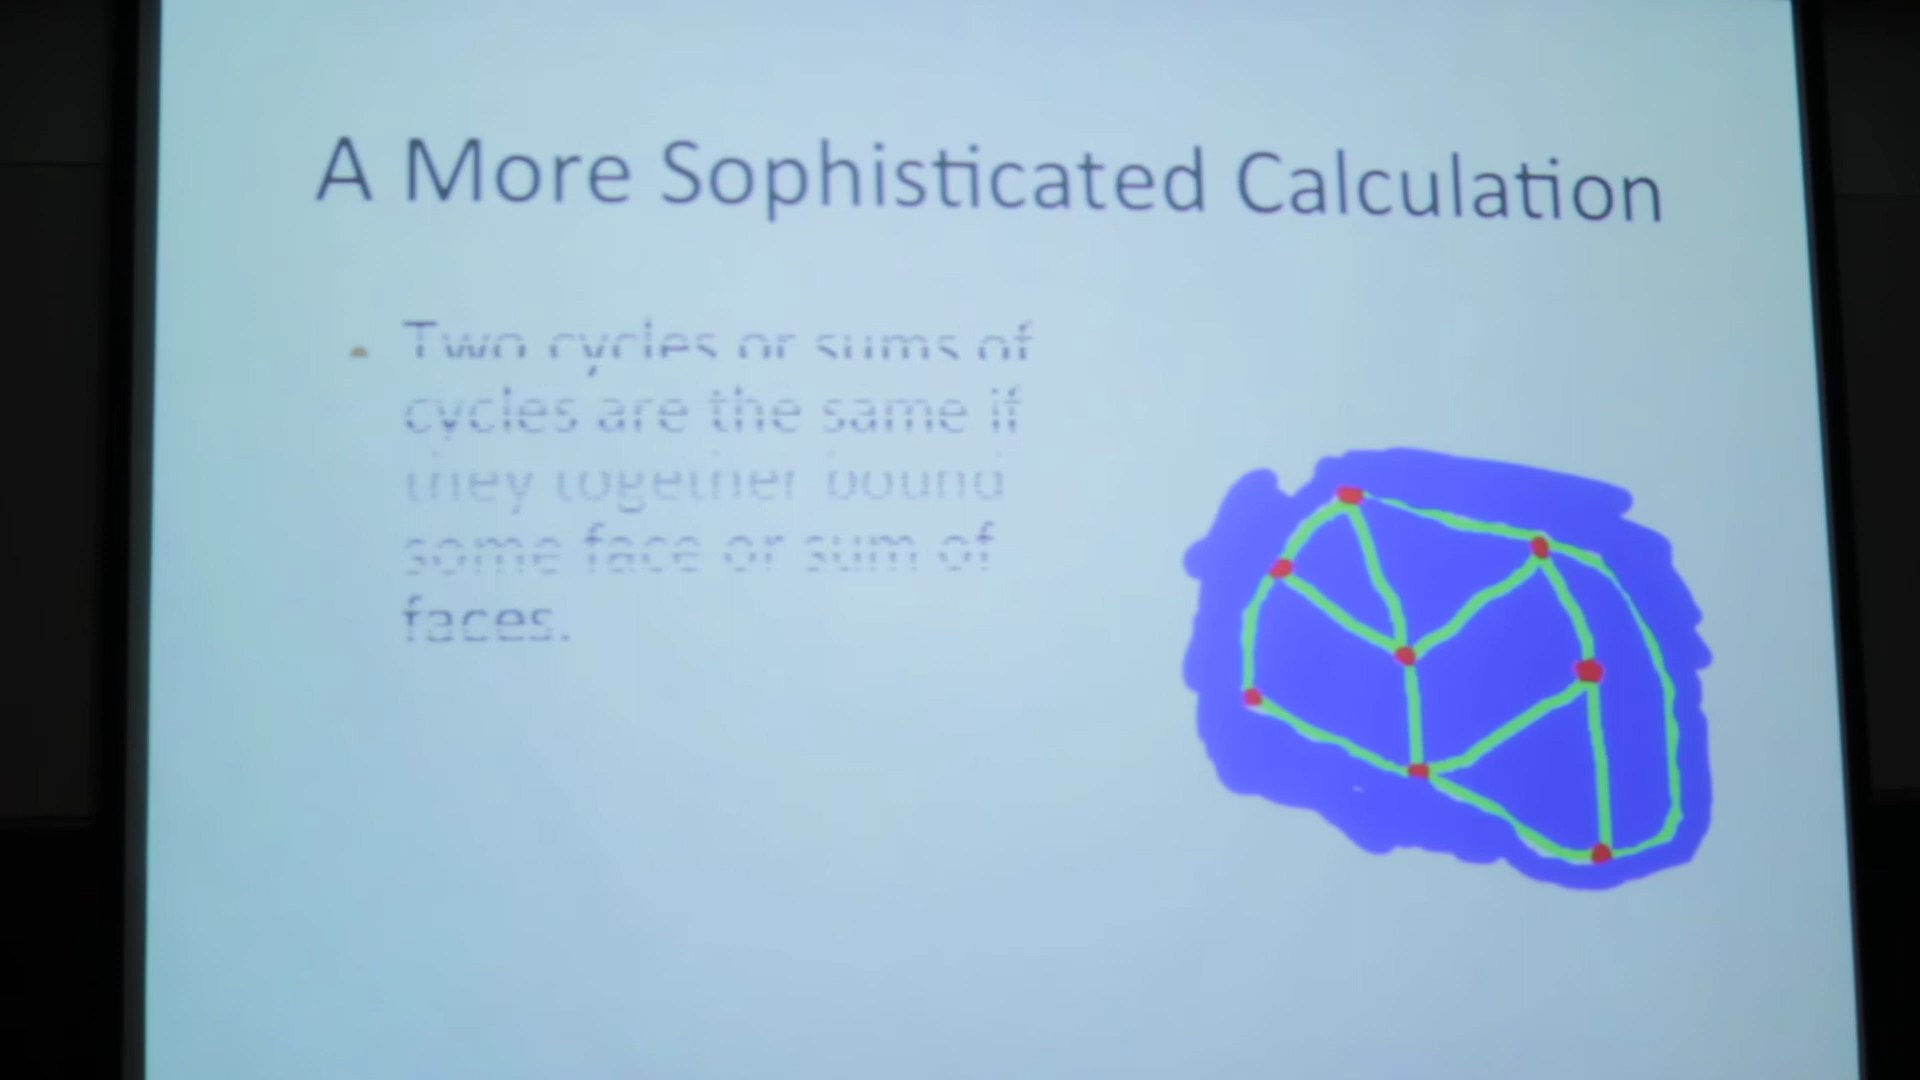 A More Sophisticated Calculation
• Two cycles or sums of
cycles are the same if
they together bound
some face or sum of
faces.